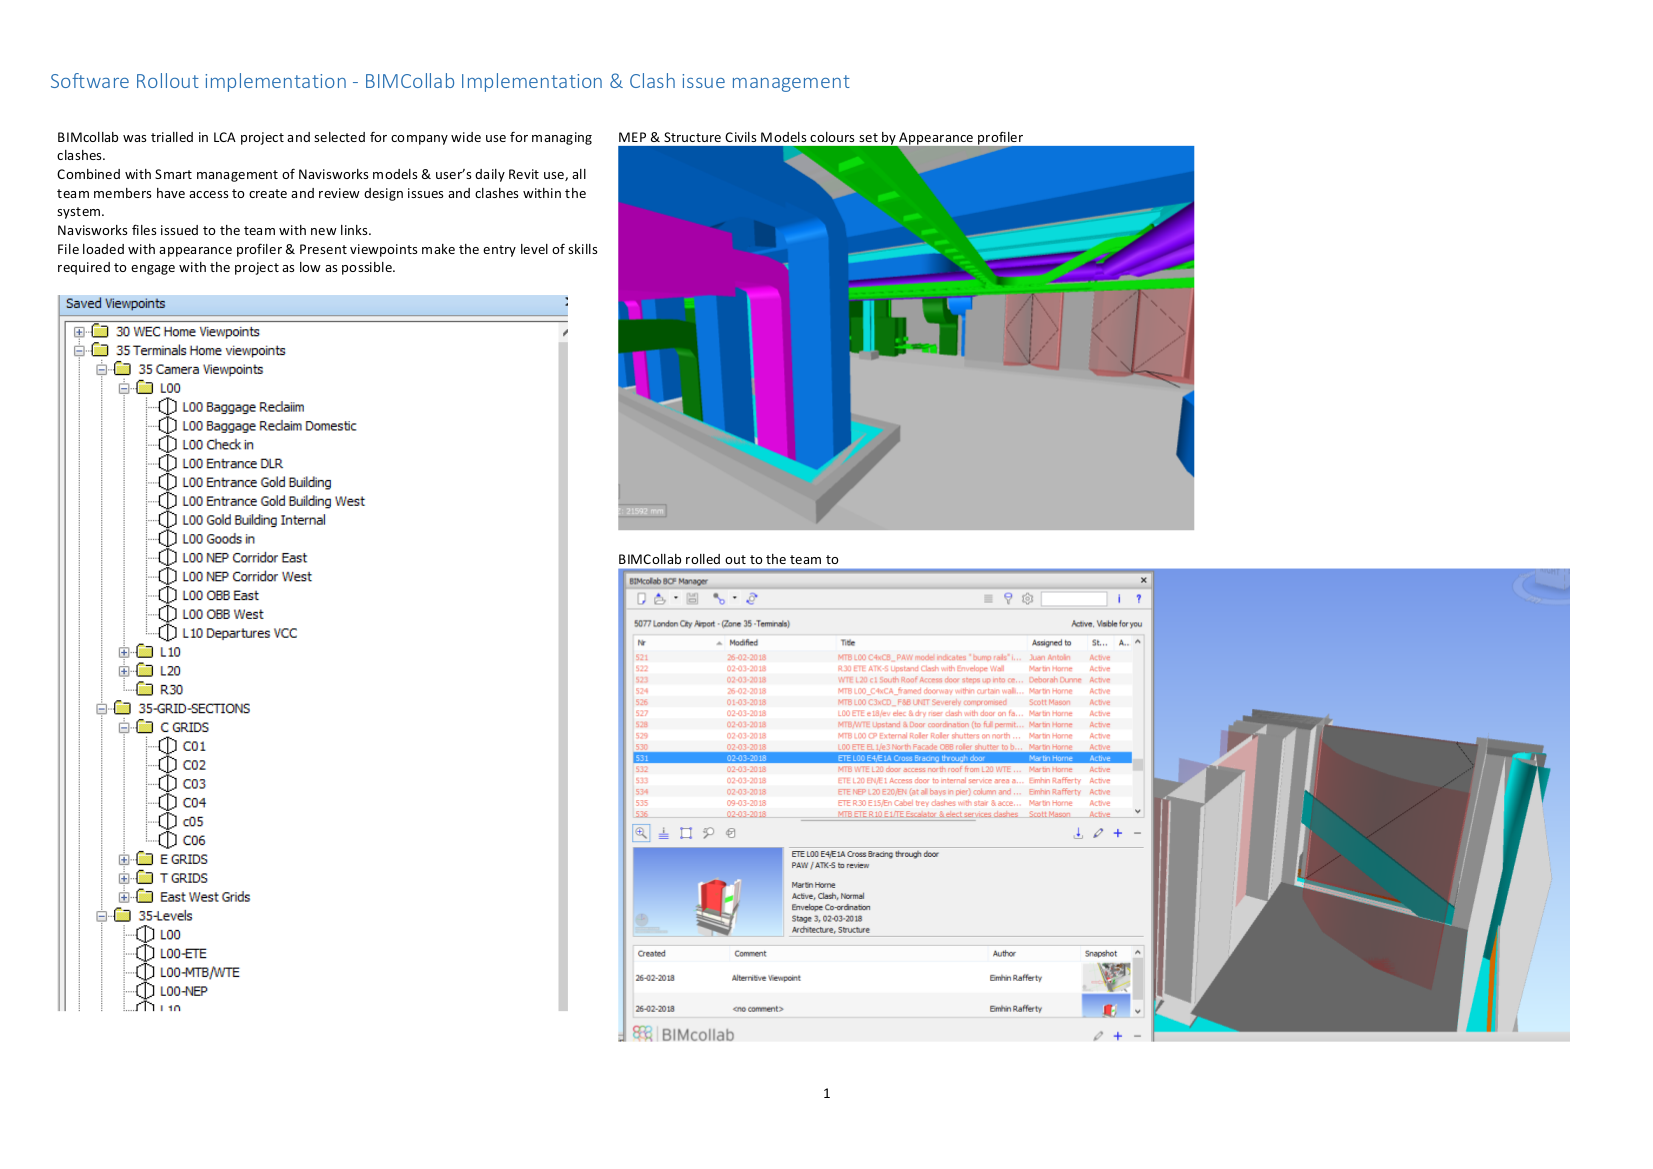 Software Rollout implementation - BIMCollab Implementation & Clash issue management
BIMcollab was trialled in LCA project and selected for company wide use for managing
clashes.
Combined with Smart management of Navisworks models & user's daily Revit use, all
team members have access to create and review design issues and clashes within the
system.
Navisworks files issued to the team with new links.
File loaded with appearance profiler & Present viewpoints make the entry level of skills
required to engage with the project as low as possible.
Saved Viewpoints
30 WEC Home Viewpoints
35 Terminals Home viewpoints
35 Camera Viewpoints
L00
L00 Baggage Reclaiim
L00 Baggage Reclaim Domestic
L00 Check in
L00 Entrance DLR
L00 Entrance Gold Building
L00 Entrance Gold Building West
L00 Gold Building Internal
L00 Goods in
L00 NEP Corridor East
L00 NEP Corridor West
L00 OBB East
L00 OBB West
L10 Departures VCC
L10
L20
R30
35-GRID-SECTIONS
C GRIDS
C01
C02
C03
C04
c05
C06
E GRIDS
T GRIDS
East West Grids
35-Levels
L00
L00-ETE
L00-MTB/WTE
L00-NEP
L10
MEP & Structure Civils Models colours set by Appearance profiler
Z: 21592 mm
BIMCollab rolled out to the team to
BIMcollab BCF Manager
5077 London City Airport - (Zone 35 -Terminals) Active, Visible for you
Nr Modified Title Assigned to St... A..
521 26-02-2018 MTB L00 C4xCB_ PAW model indicates "bump rails" i... Juan Antolin Active
522 02-03-2018 R30 ETE ATK-S Upstand Clash with Envelope Wall Martin Horne Active
523 02-03-2018 WTE L20 c1 South Roof Access door steps up into ce... Deborah Dunne Active
524 26-02-2018 MTB L00_C4xCA_framed doorway within curtain walli... Martin Horne Active
526 01-03-2018 MTB L00 C3xCD_ F&B UNIT Severely compromised Scott Mason Active
527 02-03-2018 L00 ETE e18/ev elec & dry riser clash with door on fa... Martin Horne Active
528 02-03-2018 MTB/WTE Upstand & Door coordination (to full permit... Martin Horne Active
529 02-03-2018 MTB L00 CP External Roller Roller shutters on north ... Martin Horne Active
530 02-03-2018 L00 ETE EL1/e3 North Facade OBB roller shutter to b... Martin Horne Active
531 02-03-2018 ETE L00 E4/E1A Cross Bracing through door Martin Horne Active
532 02-03-2018 MTB WTE L20 door access north roof from L20 WTE ... Martin Horne Active
533 02-03-2018 ETE L20 EN/E1 Access door to internal service area a... Eimhin Rafferty Active
534 02-03-2018 ETE NEP L20 E20/EN (at all bays in pier) column and ... Eimhin Rafferty Active
535 09-03-2018 ETE R30 E15/En Cabel trey clashes with stair & acce... Martin Horne Active
536 02-03-2018 MTB ETE R10 E1/TE Escalator & elect services clashes Scott Mason Active
ETE L00 E4/E1A Cross Bracing through door
PAW / ATK-S to review
Martin Horne
Active, Clash, Normal
Envelope Co-ordination
Stage 3, 02-03-2018
Architecture, Structure
Created Comment Author Snapshot
26-02-2018 Alternitive Viewpoint Eimhin Rafferty
26-02-2018 <no comment> Eimhin Rafferty
BIMcollab
1